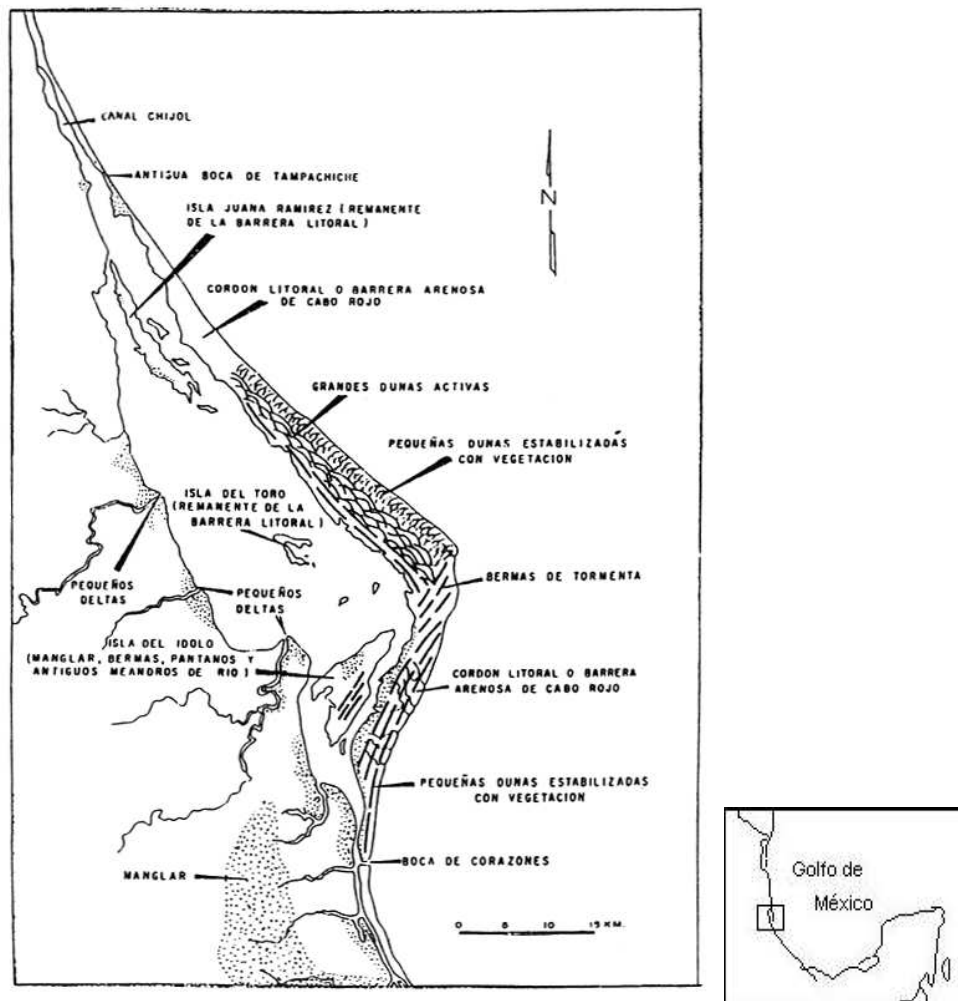 CANAL CHIJOL
ANTIGUA BOCA DE TAMPACHICHE
ISLA JUANA RAMIREZ (REMANENTE
DE LA BARRERA LITORAL)
N
CORDON LITORAL O BARRERA ARENOSA
DE CABO ROJO
GRANDES DUNAS ACTIVAS
PEQUEÑAS DUNAS ESTABILIZADAS
CON VEGETACION
ISLA DEL TORO
(REMANENTE DE LA
BARRERA LITORAL)
BERMAS DE TORMENTA
PEQUEÑOS
DELTAS
PEQUEÑOS
DELTAS
ISLA DEL IDOLO
(MANGLAR, BERMAS, PANTANOS Y
ANTIGUOS MEANDROS DE RIO)
CORDON LITORAL O BARRERA
ARENOSA DE CABO ROJO
PEQUEÑAS DUNAS ESTABILIZADAS
CON VEGETACION
BOCA DE CORAZONES
MANGLAR
0 5 10 15 KM.
Golfo de
México